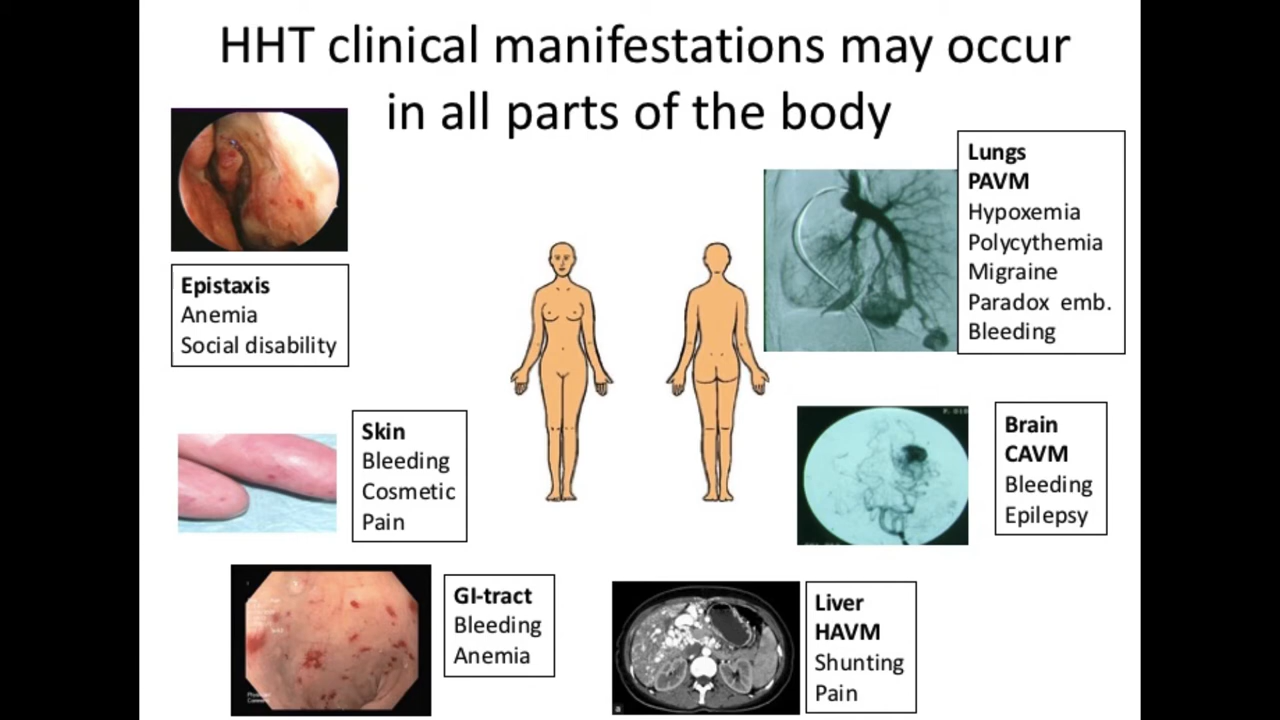 HHT clinical manifestations may occur
in all parts of the body
Epistaxis
Anemia
Social disability
Lungs
PAVM
Hypoxemia
Polycythemia
Migraine
Paradox emb.
Bleeding
Skin
Bleeding
Cosmetic
Pain
Brain
CAVM
Bleeding
Epilepsy
GI-tract
Bleeding
Anemia
Liver
HAVM
Shunting
Pain